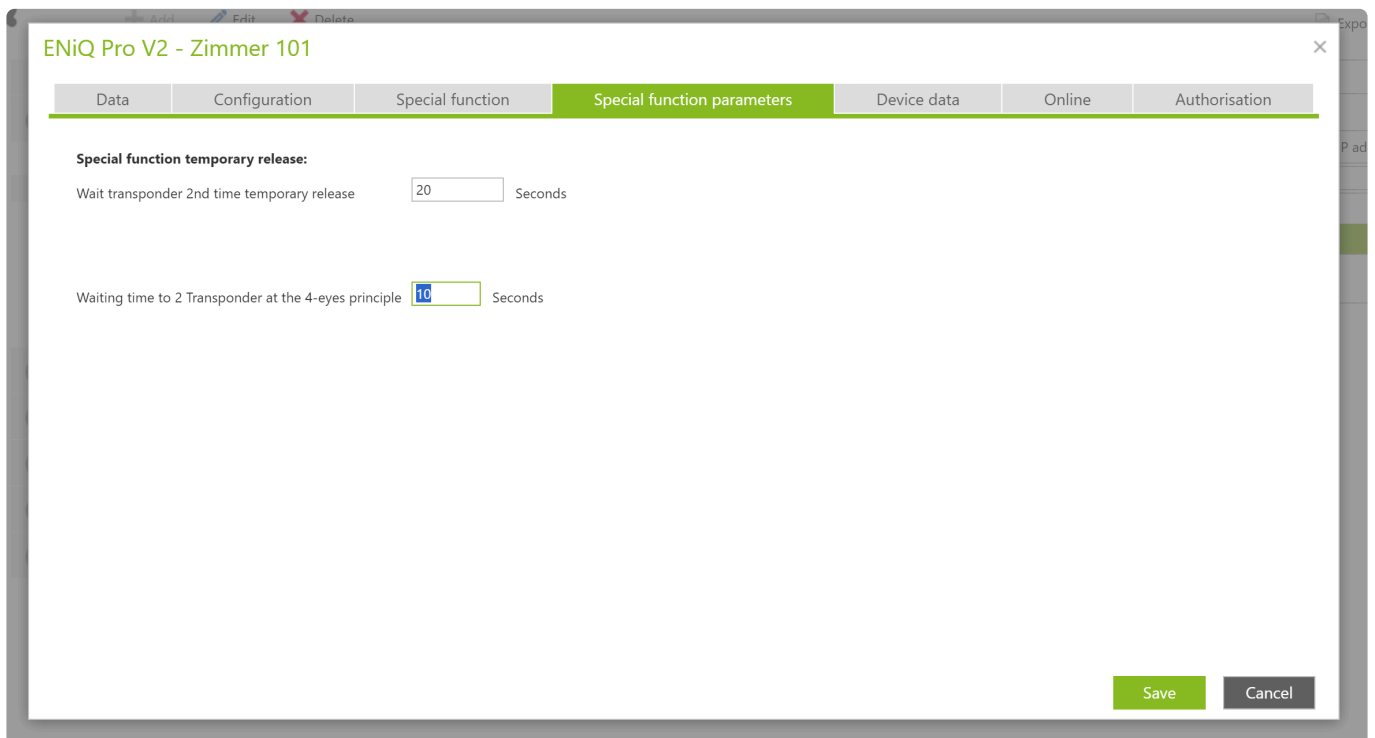 Add Edit Delete
Expo
ENiQ Pro V2 - Zimmer 101
Data Configuration Special function Special function parameters Device data Online Authorisation
P ad
Special function temporary release:
Wait transponder 2nd time temporary release 20 Seconds
Waiting time to 2 Transponder at the 4-eyes principle 10 Seconds
Save Cancel